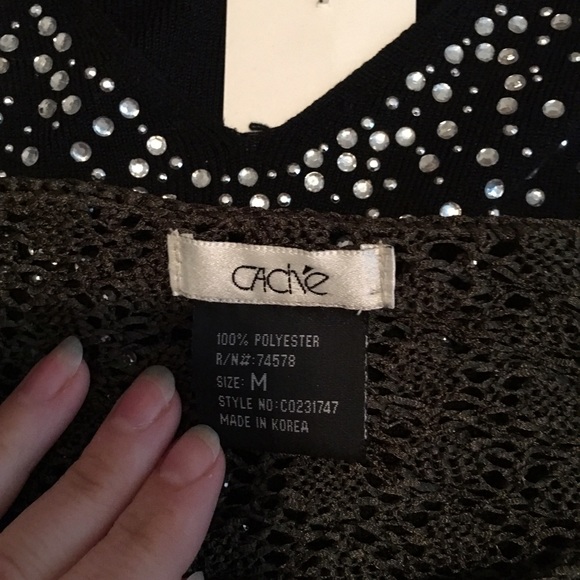 CACHÉ
100% POLYESTER
R/N#:74578
SIZE: M
STYLE NO:C0231747
MADE IN KOREA